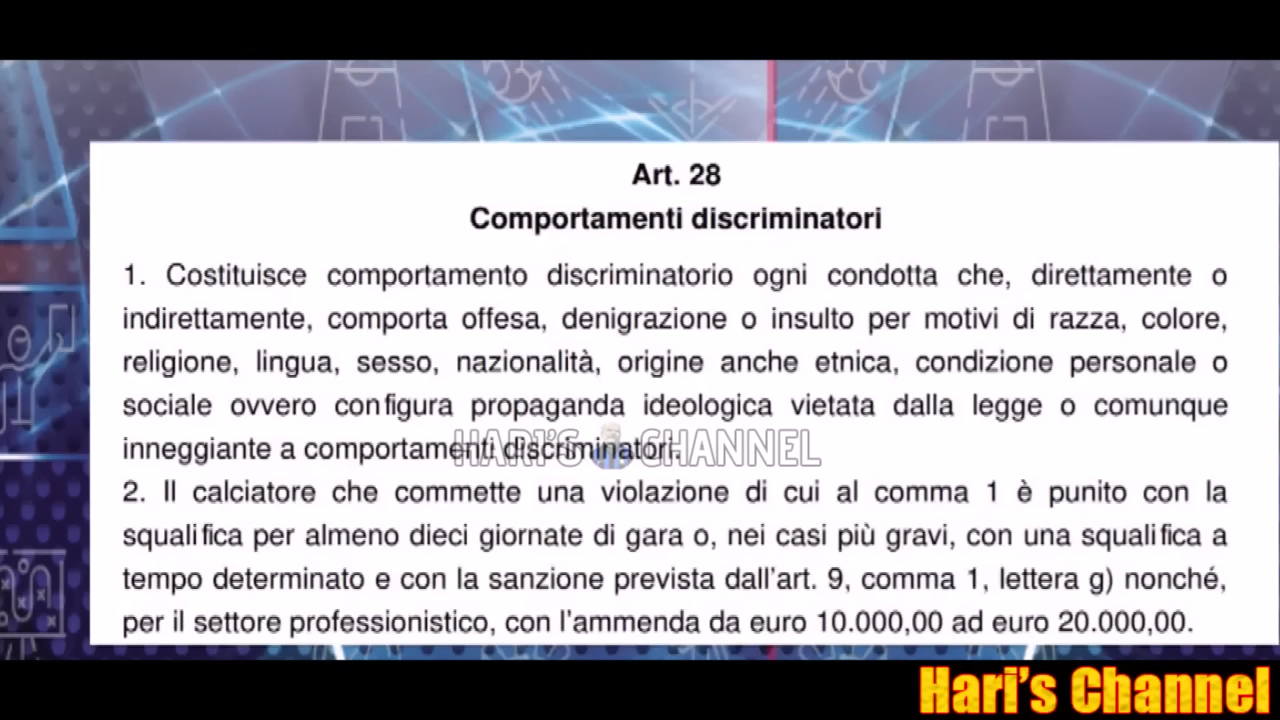 Art. 28
Comportamenti discriminatori
1. Costituisce comportamento discriminatorio ogni condotta che, direttamente o
indirettamente, comporta offesa, denigrazione o insulto per motivi di razza, colore,
religione, lingua, sesso, nazionalità, origine anche etnica, condizione personale o
sociale ovvero configura propaganda ideologica vietata dalla legge o comunque
inneggiante a comportamenti discriminatori.
HARI'S CHANNEL
2. Il calciatore che commette una violazione di cui al comma 1 è punito con la
squalifica per almeno dieci giornate di gara o, nei casi più gravi, con una squalifica a
tempo determinato e con la sanzione prevista dall'art. 9, comma 1, lettera g) nonché,
per il settore professionistico, con l'ammenda da euro 10.000,00 ad euro 20.000,00.
Hari's Channel